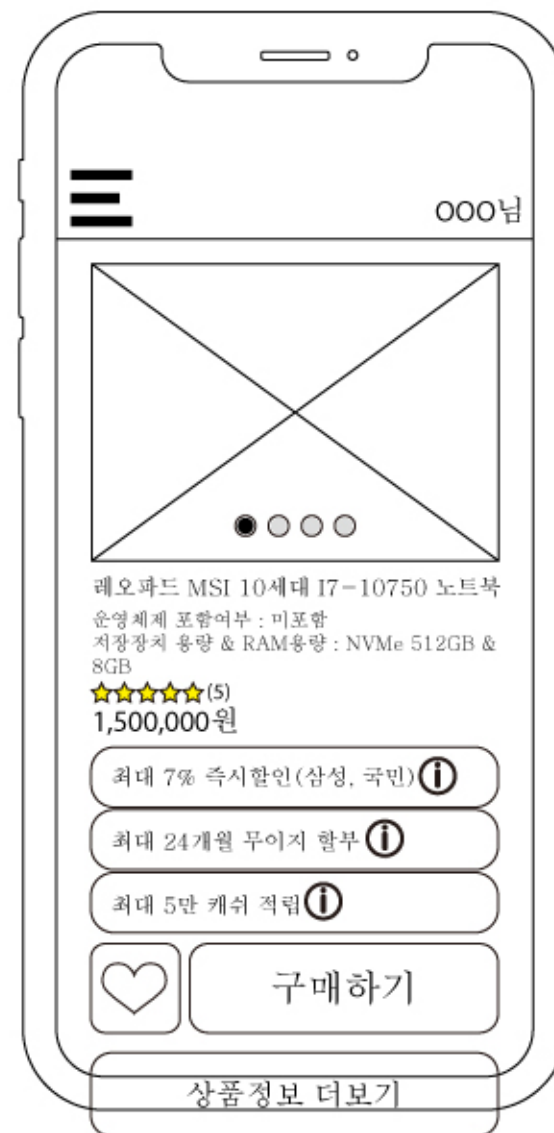 OOO님
레오파드 MSI 10세대 I7-10750 노트북
운영체제 포함여부 : 미포함
저장장치 용량 & RAM용량 : NVMe 512GB &
8GB
(5)
1,500,000원
최대 7% 즉시할인(삼성, 국민)
최대 24개월 무이지 할부
최대 5만 캐쉬 적립
구매하기
상품정보 더보기